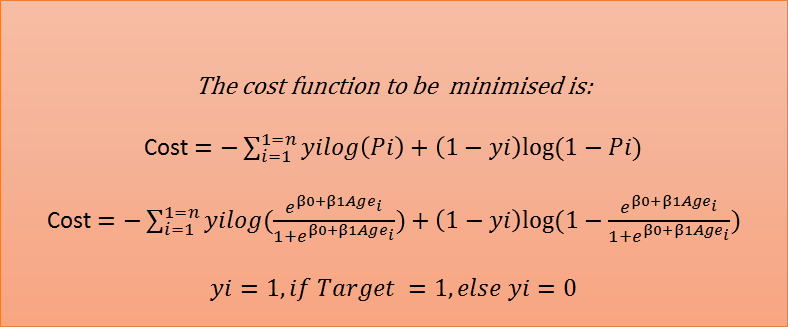 The cost function to be minimised is:
Cost = − ∑_{i=1}^{1=n} yilog(Pi) + (1 − yi)log(1 − Pi)
Cost = − ∑_{i=1}^{1=n} yilog(\frac{e^{β0+β1Age_i}}{1+e^{β0+β1Age_i}}) + (1 − yi)log(1 − \frac{e^{β0+β1Age_i}}{1+e^{β0+β1Age_i}})
yi = 1, if Target = 1, else yi = 0